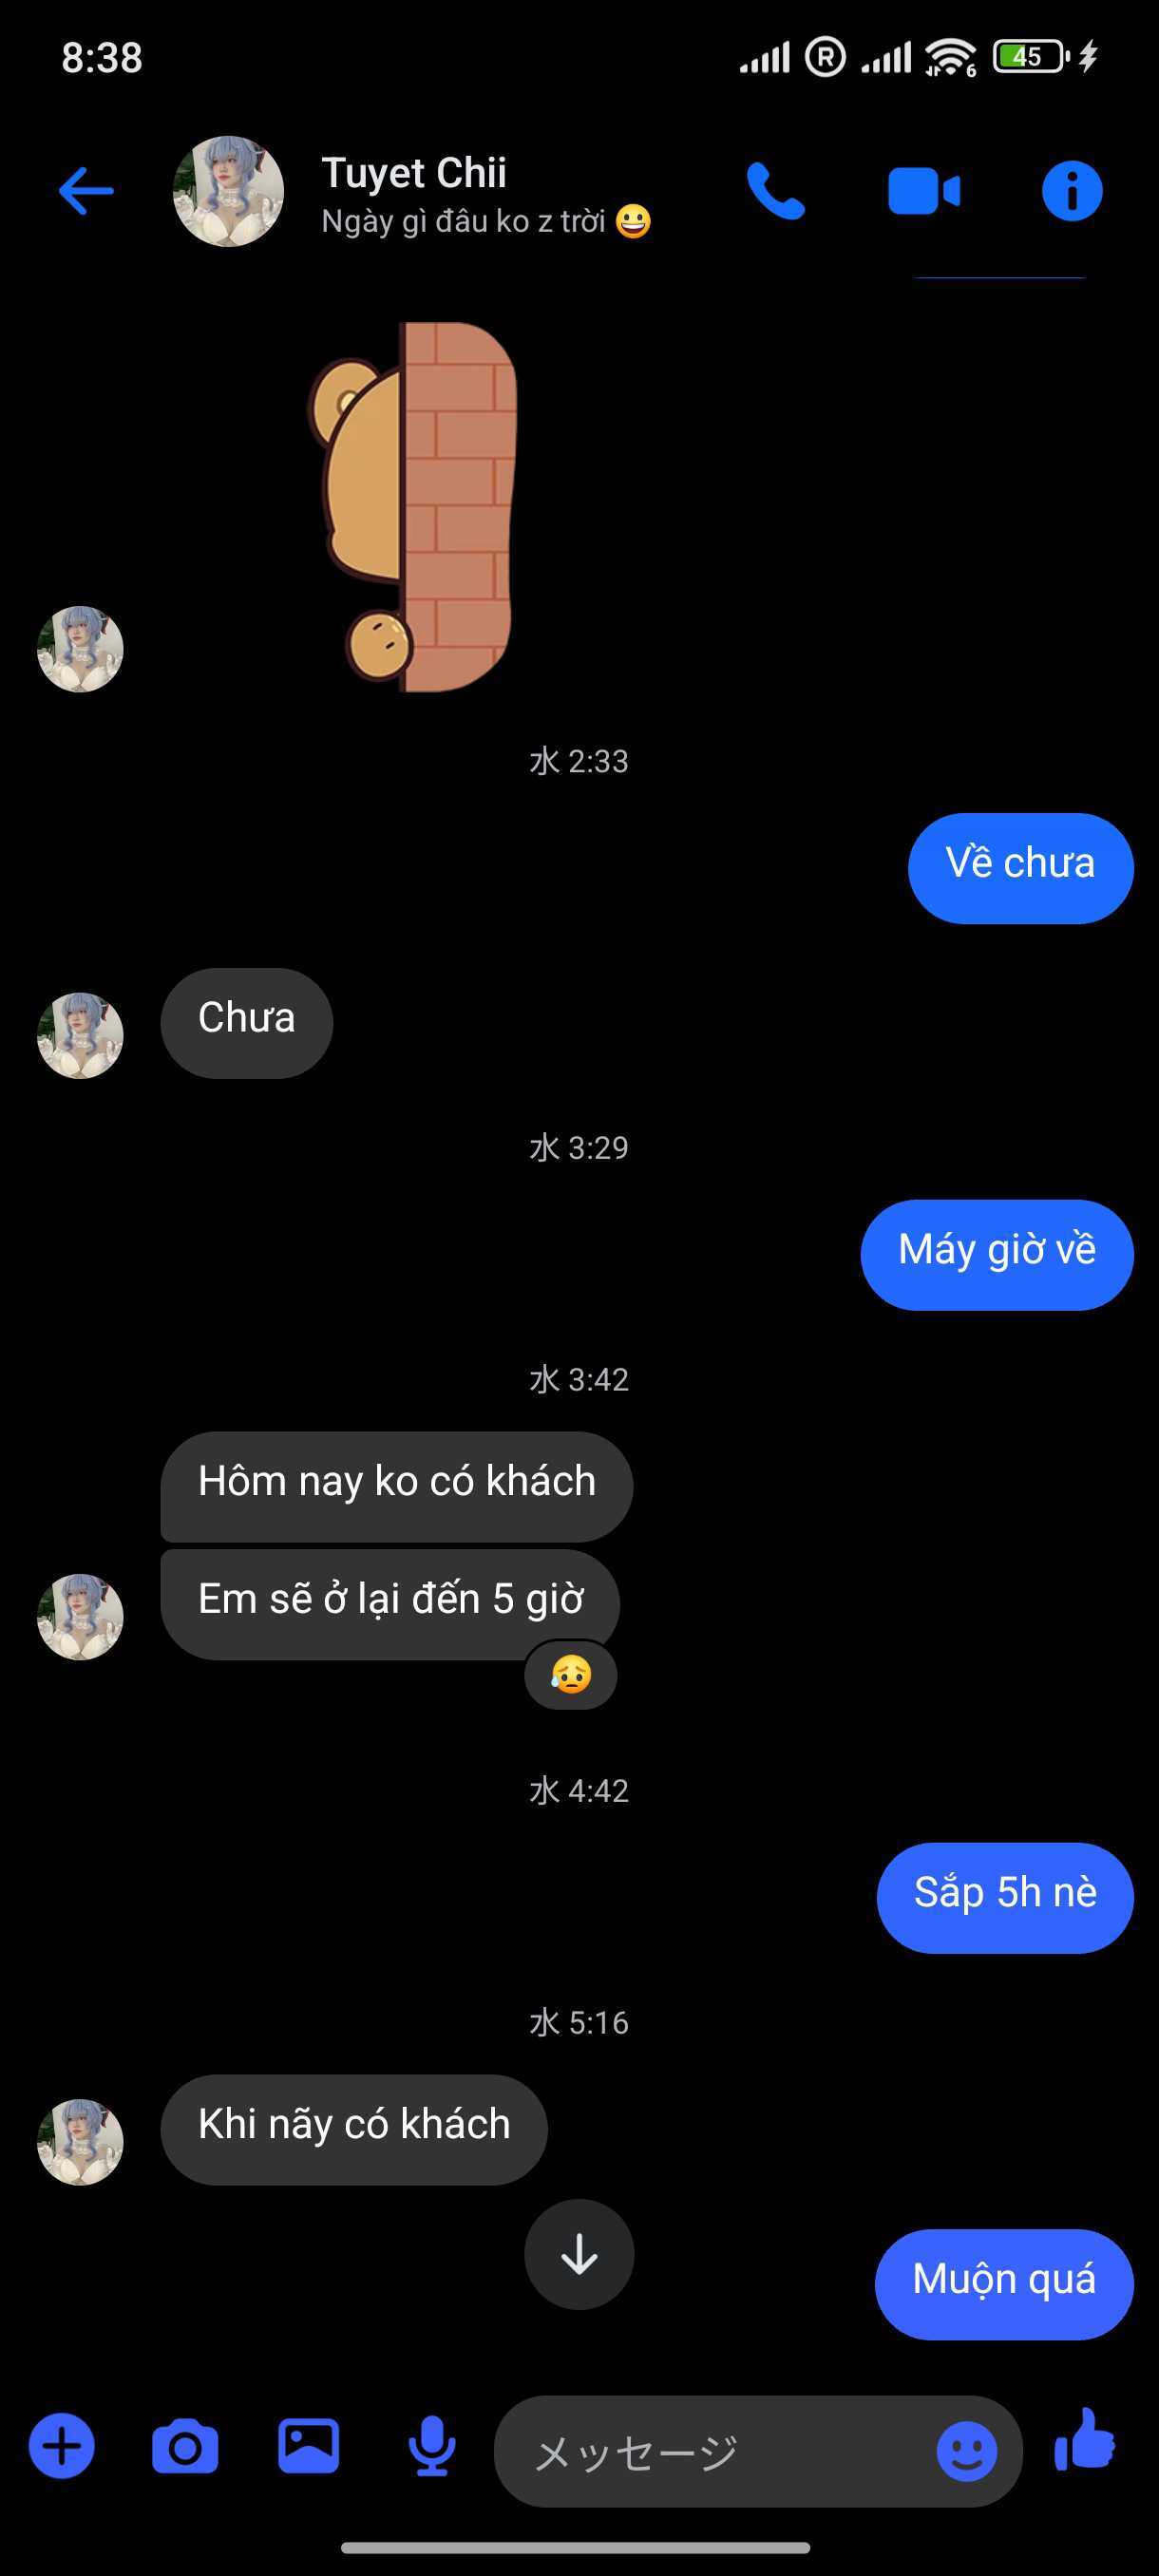 8:38
R
6
45
Tuyet Chii
Ngày gì đâu ko z trời 😀
水 2:33
Về chưa
Chưa
水 3:29
Máy giờ về
水 3:42
Hôm nay ko có khách
Em sẽ ở lại đến 5 giờ
😥
水 4:42
Sắp 5h nè
水 5:16
Khi nãy có khách
Muộn quá
メッセージ